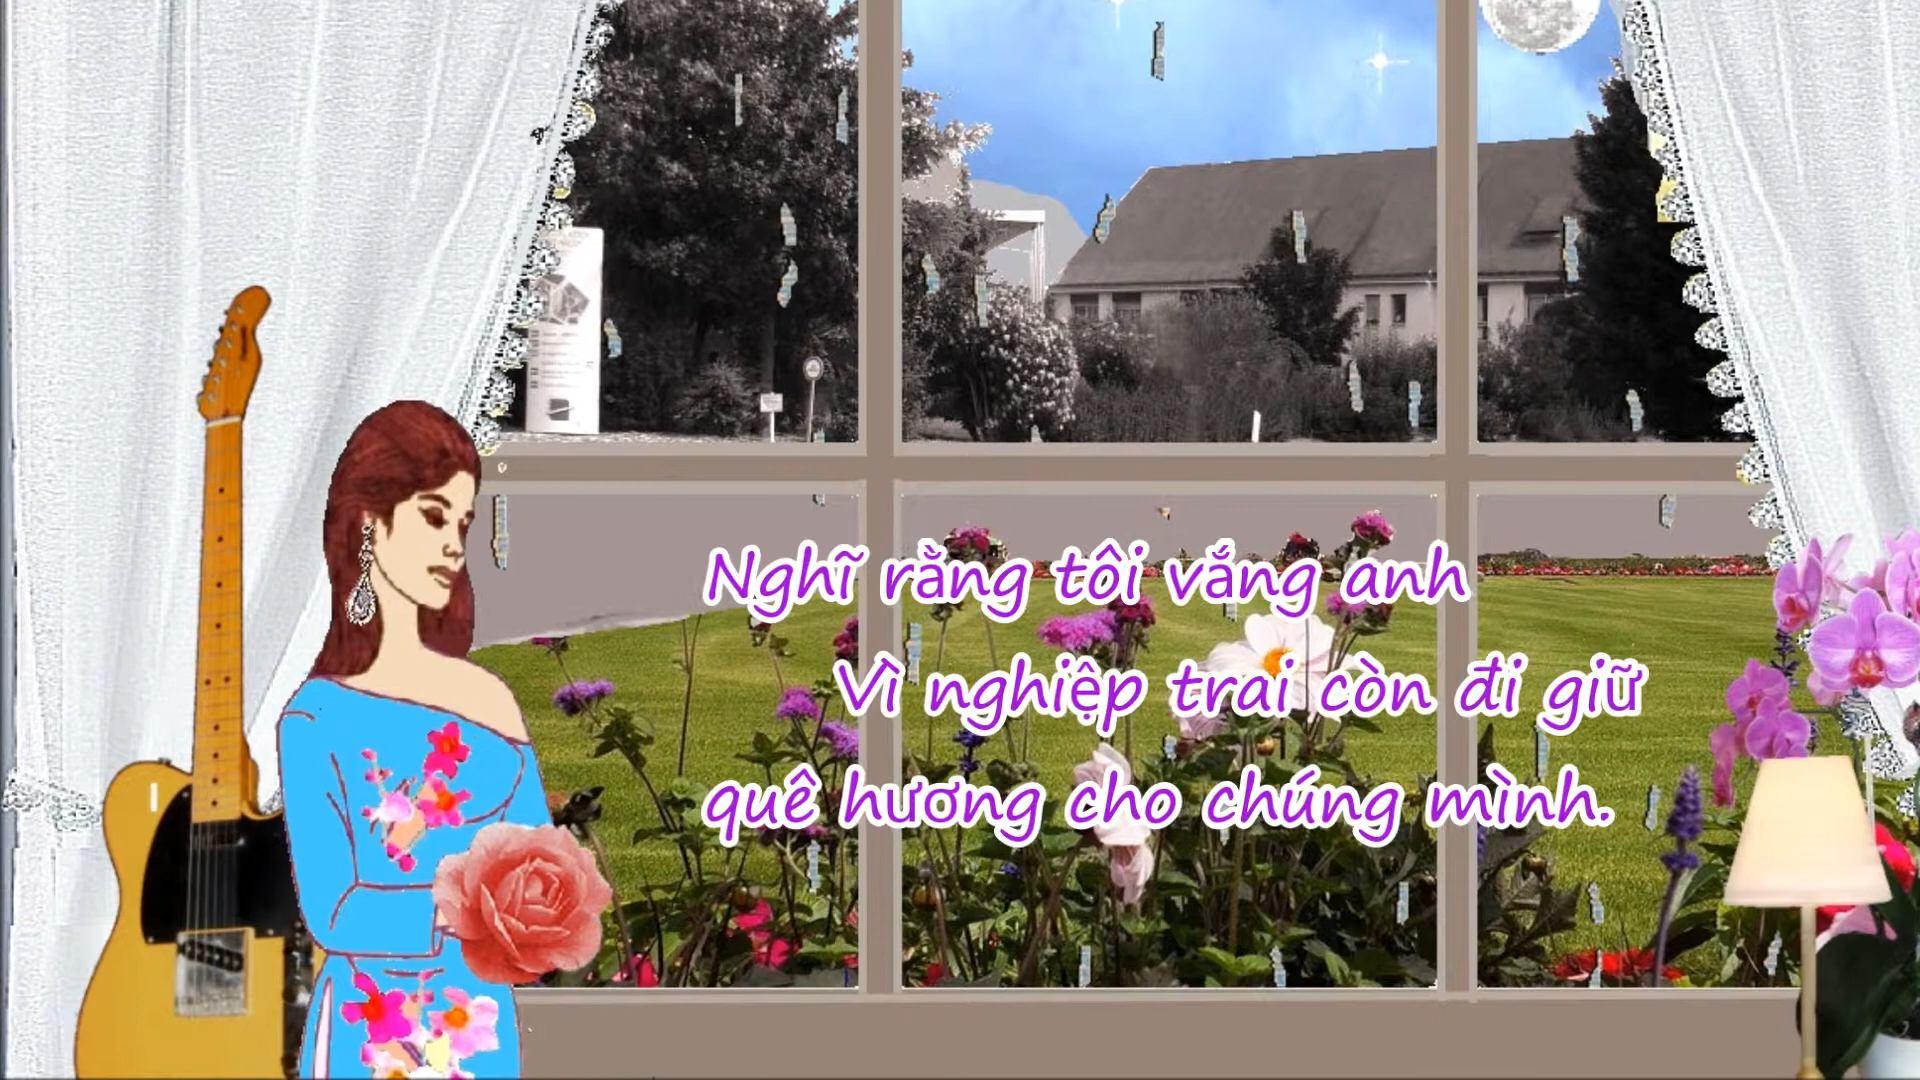 Nghĩ rằng tôi vắng anh
Vì nghiệp trai còn đi giữ
quê hương cho chúng mình.